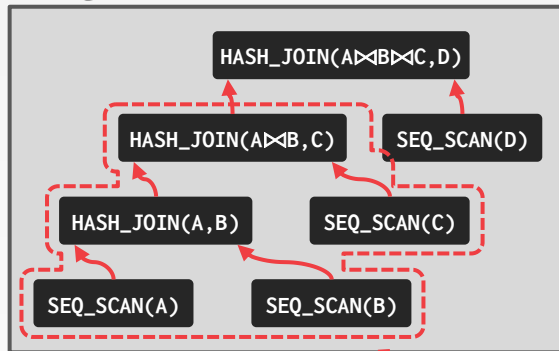 HASH_JOIN(A⨝B⨝C,D)
HASH_JOIN(A⨝B,C)
SEQ_SCAN(D)
HASH_JOIN(A,B)
SEQ_SCAN(C)
SEQ_SCAN(A)
SEQ_SCAN(B)